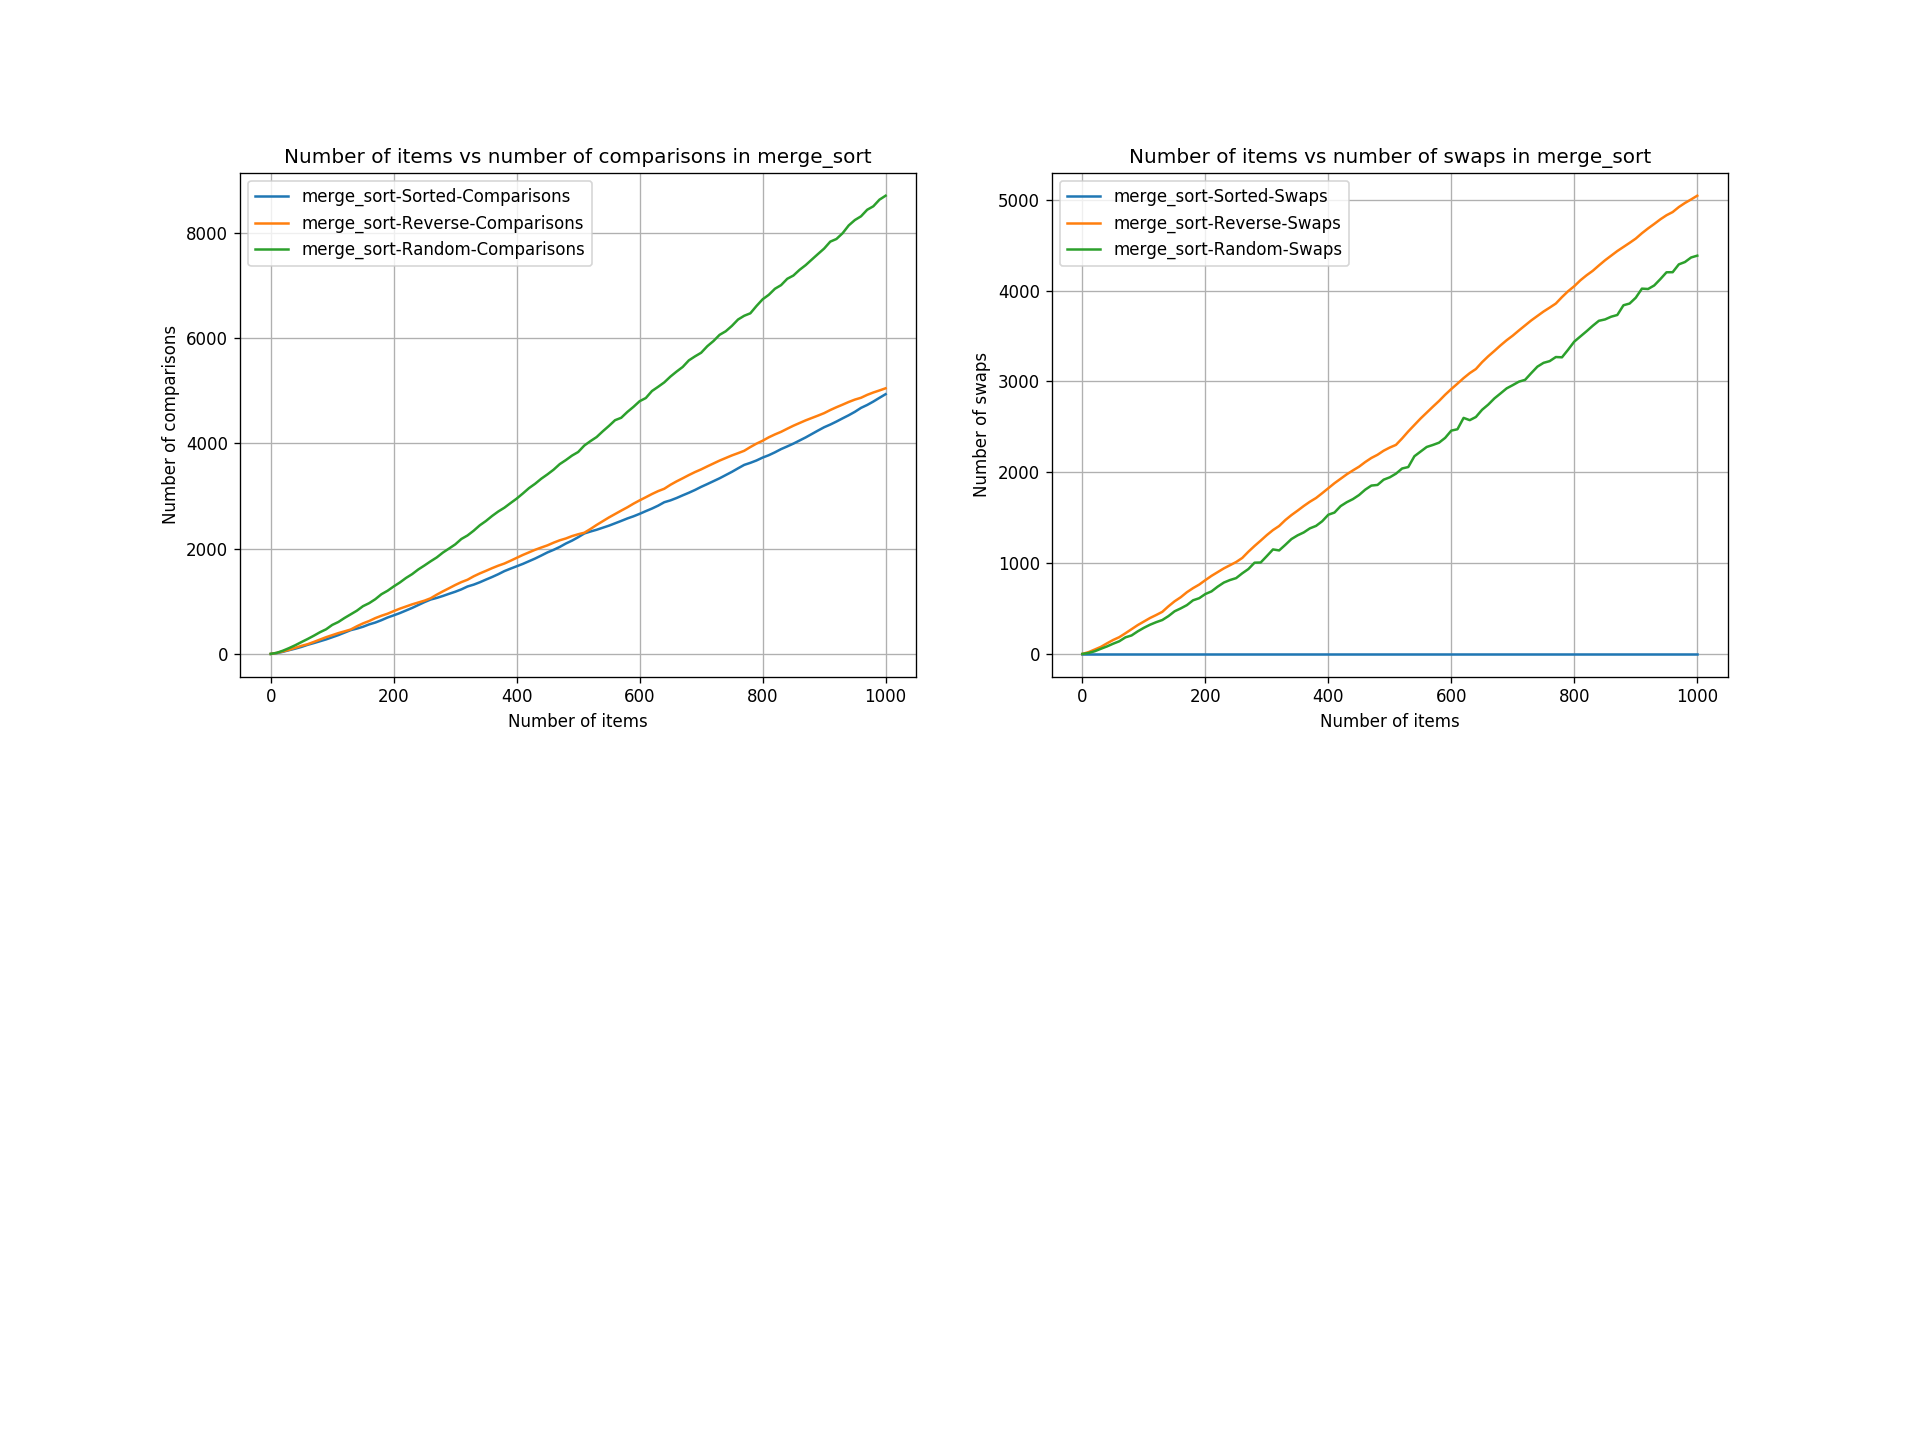 Number of items vs number of comparisons in merge_sort
merge_sort-Sorted-Comparisons
merge_sort-Reverse-Comparisons
merge_sort-Random-Comparisons
Number of comparisons
8000
6000
4000
2000
0
0 200 400 600 800 1000
Number of items
Number of items vs number of swaps in merge_sort
merge_sort-Sorted-Swaps
merge_sort-Reverse-Swaps
merge_sort-Random-Swaps
Number of swaps
5000
4000
3000
2000
1000
0
0 200 400 600 800 1000
Number of items